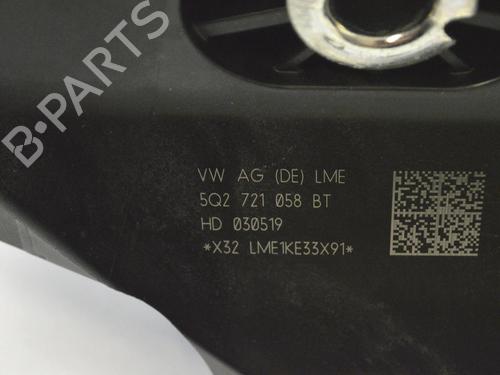 B-PARTS
VW AG (DE) LME
5Q2 721 058 BT
HD 030519
*X32 LME1KE33X91*